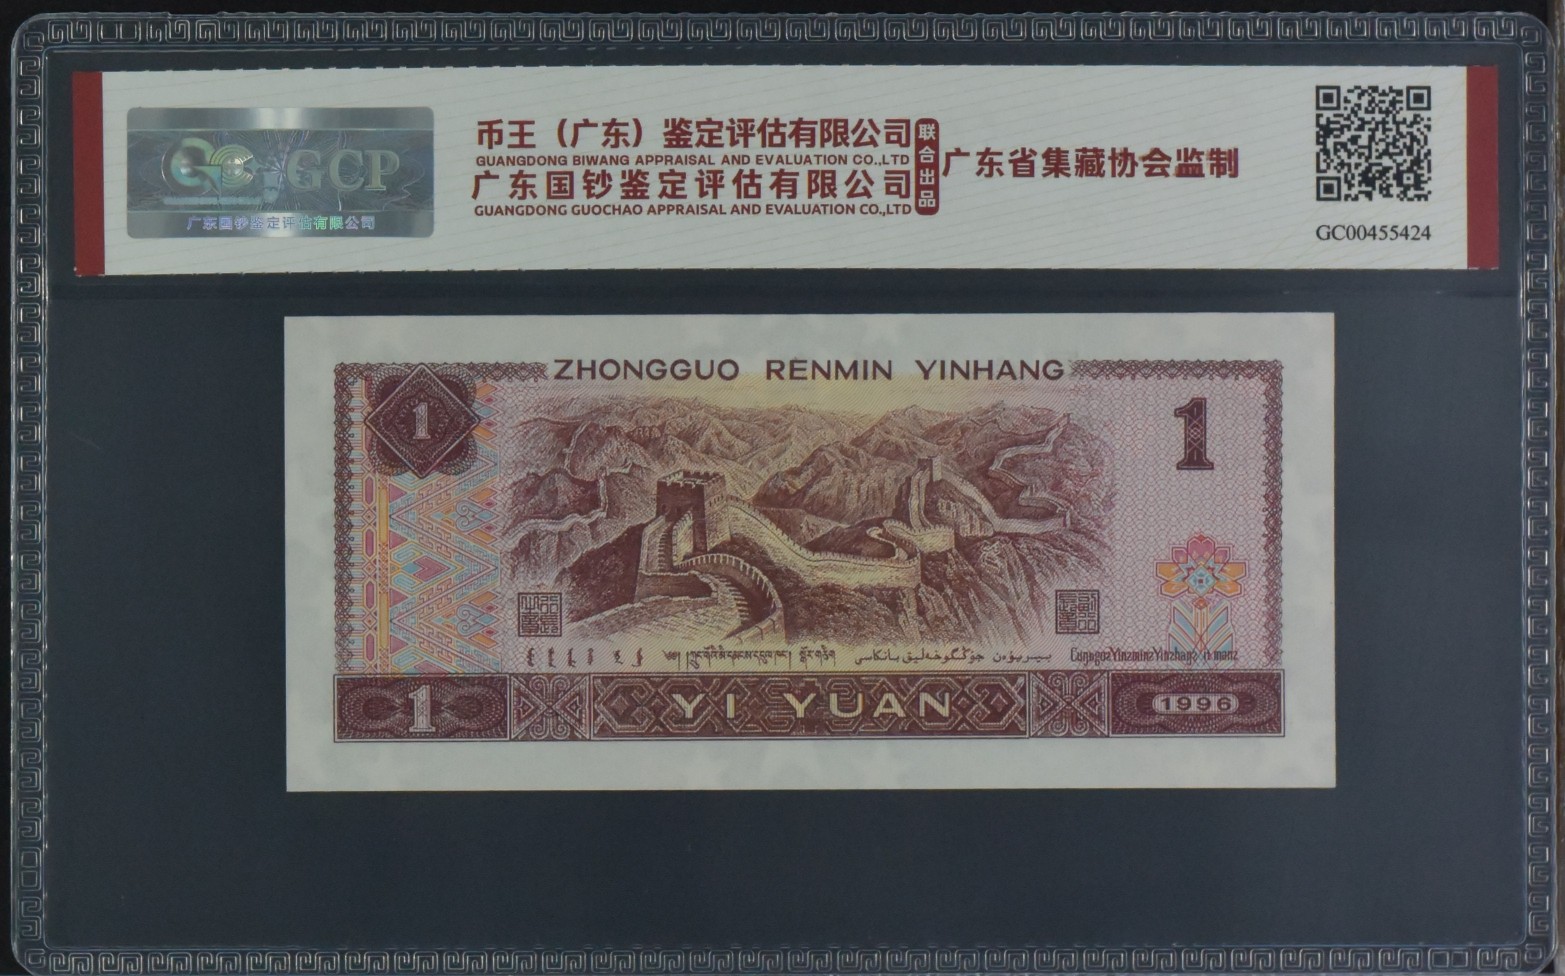 GCP
广东国钞鉴定评估有限公司
币王（广东）鉴定评估有限公司
GUANGDONG BIWANG APPRAISAL AND EVALUATION CO.,LTD
广东国钞鉴定评估有限公司
GUANGDONG GUOCHAO APPRAISAL AND EVALUATION CO.,LTD
联合出品
广东省集藏协会监制
GC00455424
ZHONGGUO RENMIN YINHANG
1
1
1
YI YUAN
1996